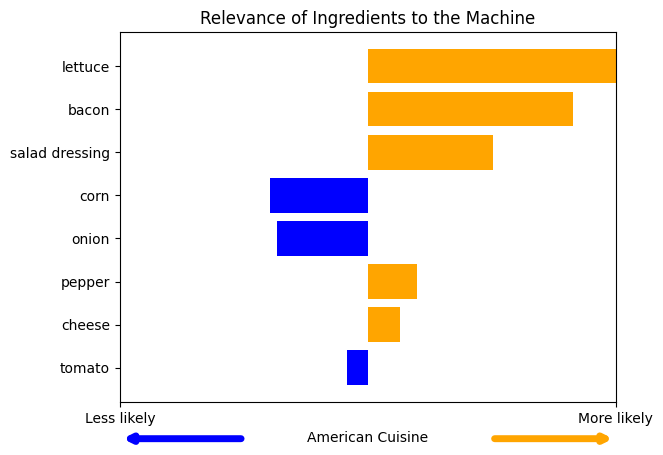 Relevance of Ingredients to the Machine
lettuce
bacon
salad dressing
corn
onion
pepper
cheese
tomato
Less likely
More likely
American Cuisine